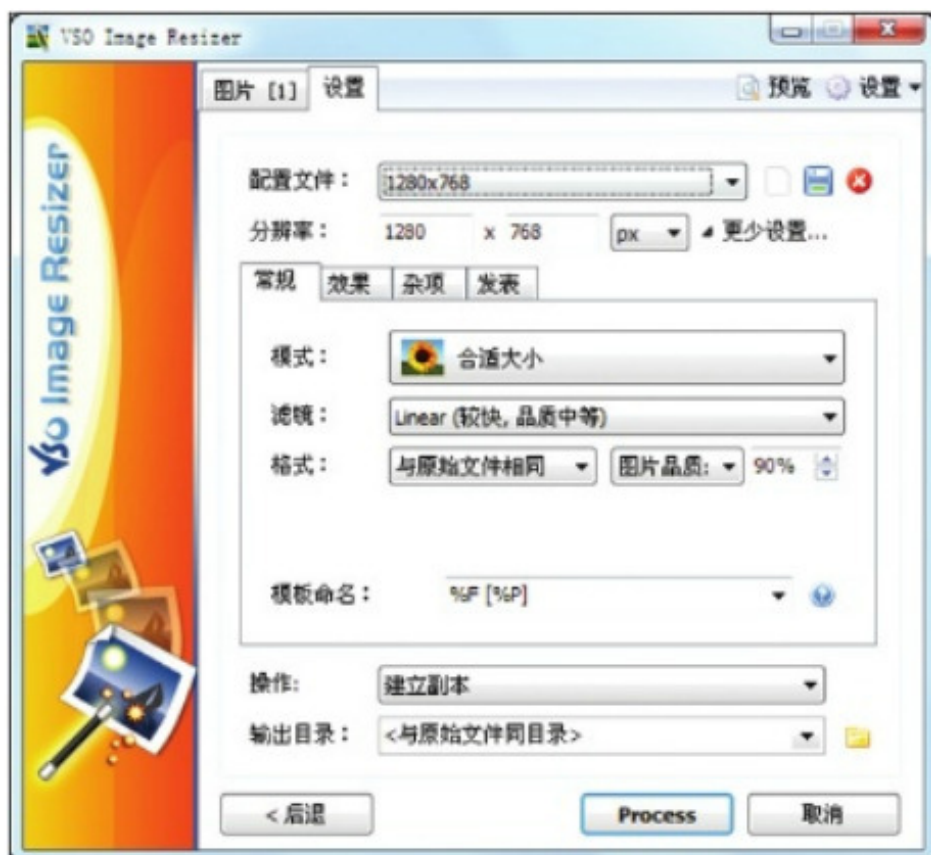 VSO Image Resizer
图片 [1] 设置 预览 设置
VSO Image Resizer
配置文件： 1280x768
分辨率： 1280 x 768 px 更少设置...
常规 效果 杂项 发表
模式： 合适大小
滤镜： Linear (较快, 品质中等)
格式： 与原始文件相同 图片品质: 90%
模板命名： %F [%P]
操作: 建立副本
输出目录： <与原始文件同目录>
< 后退 Process 取消